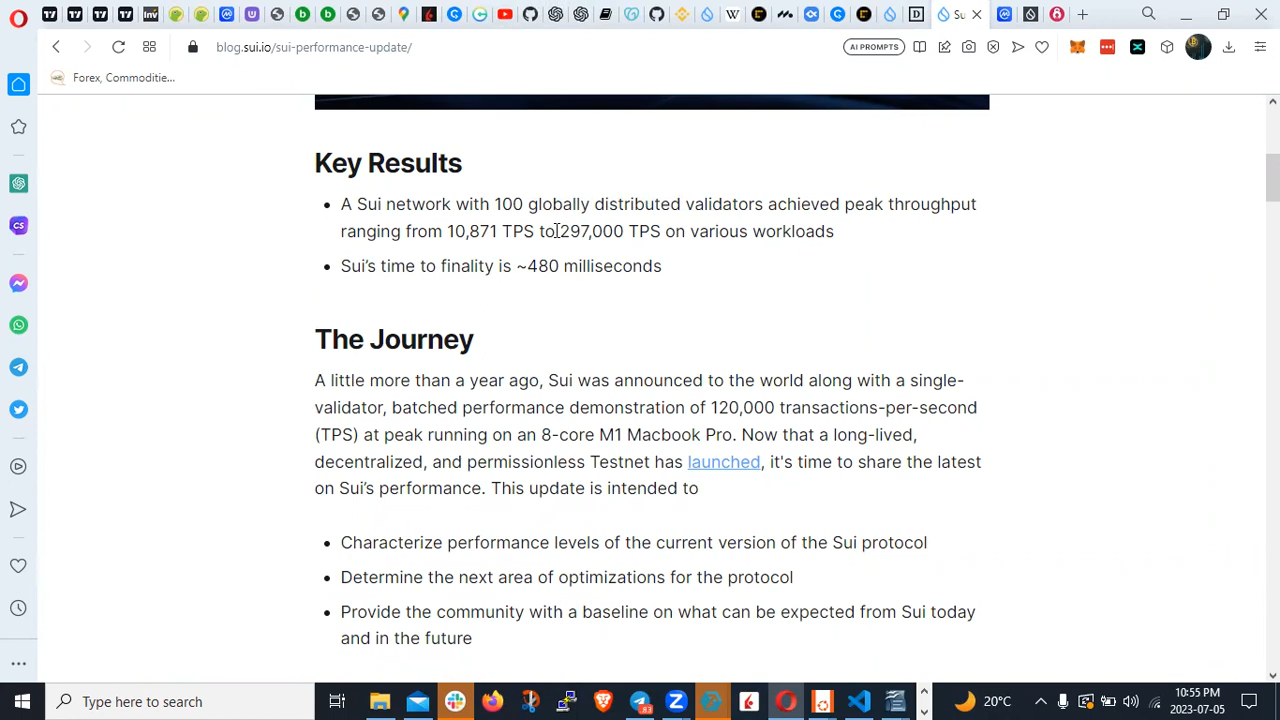 Su
blog.sui.io/sui-performance-update/
AI PROMPTS
Forex, Commoditie...
Key Results
A Sui network with 100 globally distributed validators achieved peak throughput
ranging from 10,871 TPS to 297,000 TPS on various workloads
Sui’s time to finality is ~480 milliseconds
The Journey
A little more than a year ago, Sui was announced to the world along with a single-
validator, batched performance demonstration of 120,000 transactions-per-second
(TPS) at peak running on an 8-core M1 Macbook Pro. Now that a long-lived,
decentralized, and permissionless Testnet has launched, it's time to share the latest
on Sui’s performance. This update is intended to
Characterize performance levels of the current version of the Sui protocol
Determine the next area of optimizations for the protocol
Provide the community with a baseline on what can be expected from Sui today
and in the future
Type here to search
20°C
10:55 PM
2023-07-05